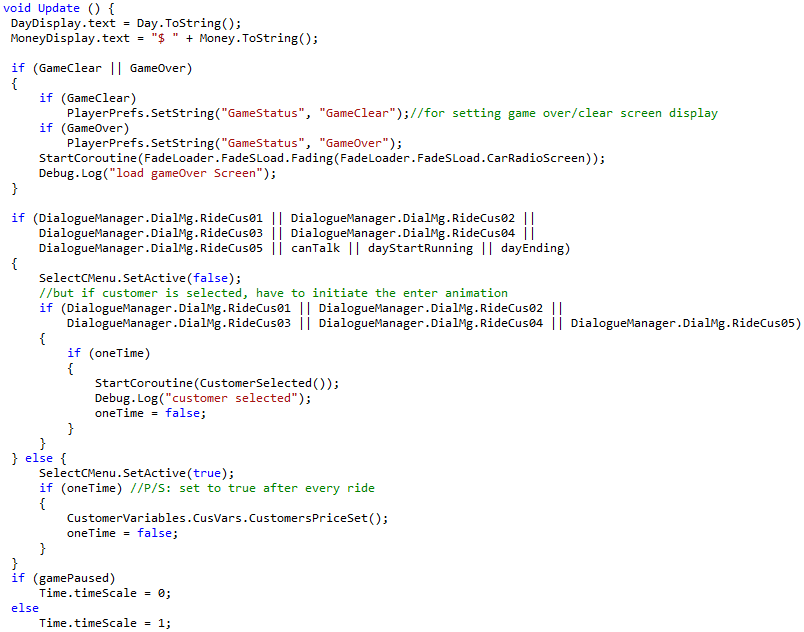 void Update () {
DayDisplay.text = Day.ToString();
MoneyDisplay.text = "$ " + Money.ToString();
if (GameClear || GameOver)
{
if (GameClear)
PlayerPrefs.SetString("GameStatus", "GameClear");//for setting game over/clear screen display
if (GameOver)
PlayerPrefs.SetString("GameStatus", "GameOver");
StartCoroutine(FadeLoader.FadeSLoad.Fading(FadeLoader.FadeSLoad.CarRadioScreen));
Debug.Log("load gameOver Screen");
}
if (DialogueManager.DialMg.RideCus01 || DialogueManager.DialMg.RideCus02 ||
DialogueManager.DialMg.RideCus03 || DialogueManager.DialMg.RideCus04 ||
DialogueManager.DialMg.RideCus05 || canTalk || dayStartRunning || dayEnding)
{
SelectCMenu.SetActive(false);
//but if customer is selected, have to initiate the enter animation
if (DialogueManager.DialMg.RideCus01 || DialogueManager.DialMg.RideCus02 ||
DialogueManager.DialMg.RideCus03 || DialogueManager.DialMg.RideCus04 || DialogueManager.DialMg.RideCus05)
{
if (oneTime)
{
StartCoroutine(CustomerSelected());
Debug.Log("customer selected");
oneTime = false;
}
}
} else {
SelectCMenu.SetActive(true);
if (oneTime) //P/S: set to true after every ride
{
CustomerVariables.CusVars.CustomersPriceSet();
oneTime = false;
}
}
if (gamePaused)
Time.timeScale = 0;
else
Time.timeScale = 1;